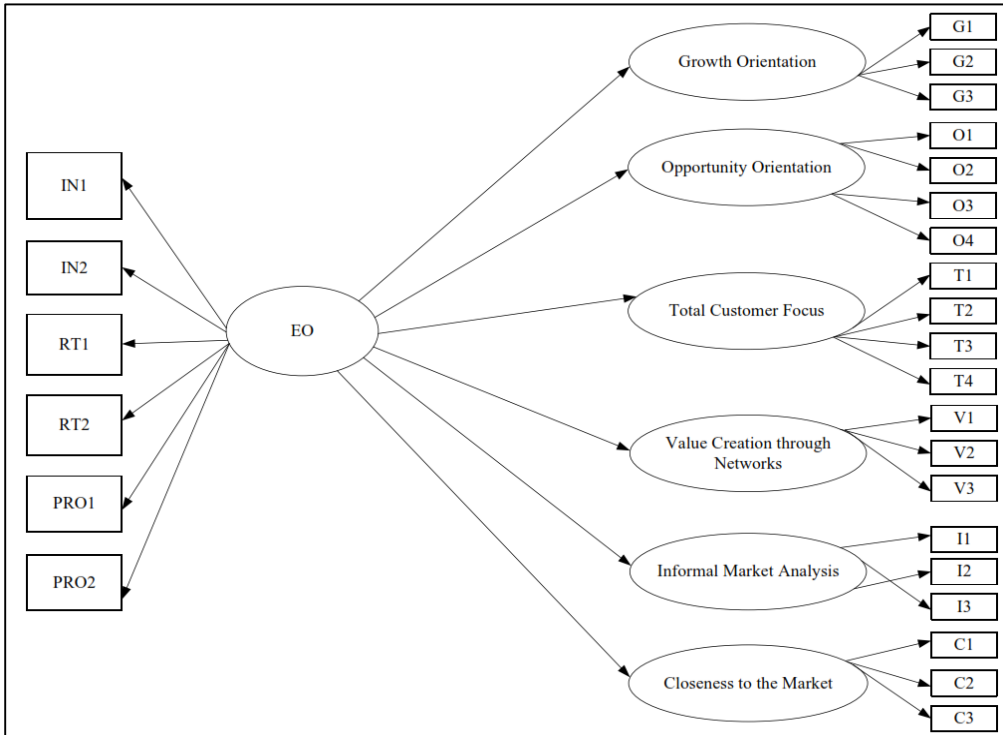 IN1
IN2
RT1
RT2
PRO1
PRO2
EO
Growth Orientation
Opportunity Orientation
Total Customer Focus
Value Creation through
Networks
Informal Market Analysis
Closeness to the Market
G1
G2
G3
O1
O2
O3
O4
T1
T2
T3
T4
V1
V2
V3
I1
I2
I3
C1
C2
C3